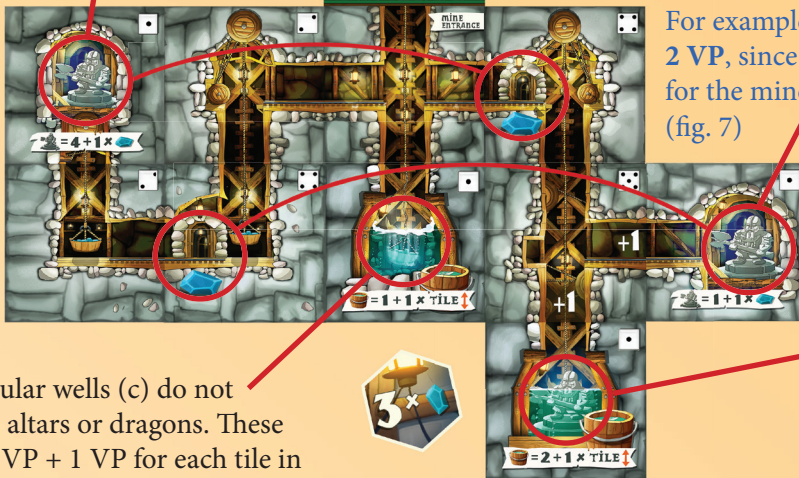 MINE
ENTRANCE
For example
2 VP, since
for the mine
(fig. 7)
=4+1×
+1
=1+1×
=1+1× TILE
+1
ular wells (c) do not
altars or dragons. These
VP + 1 VP for each tile in
3×
=2+1× TILE